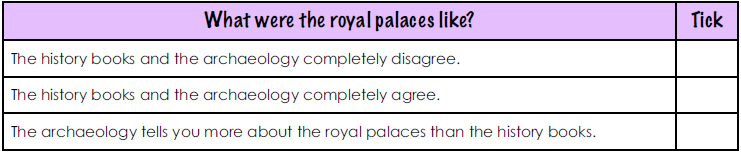 What were the royal palaces like? Tick
The history books and the archaeology completely disagree.
The history books and the archaeology completely agree.
The archaeology tells you more about the royal palaces than the history books.